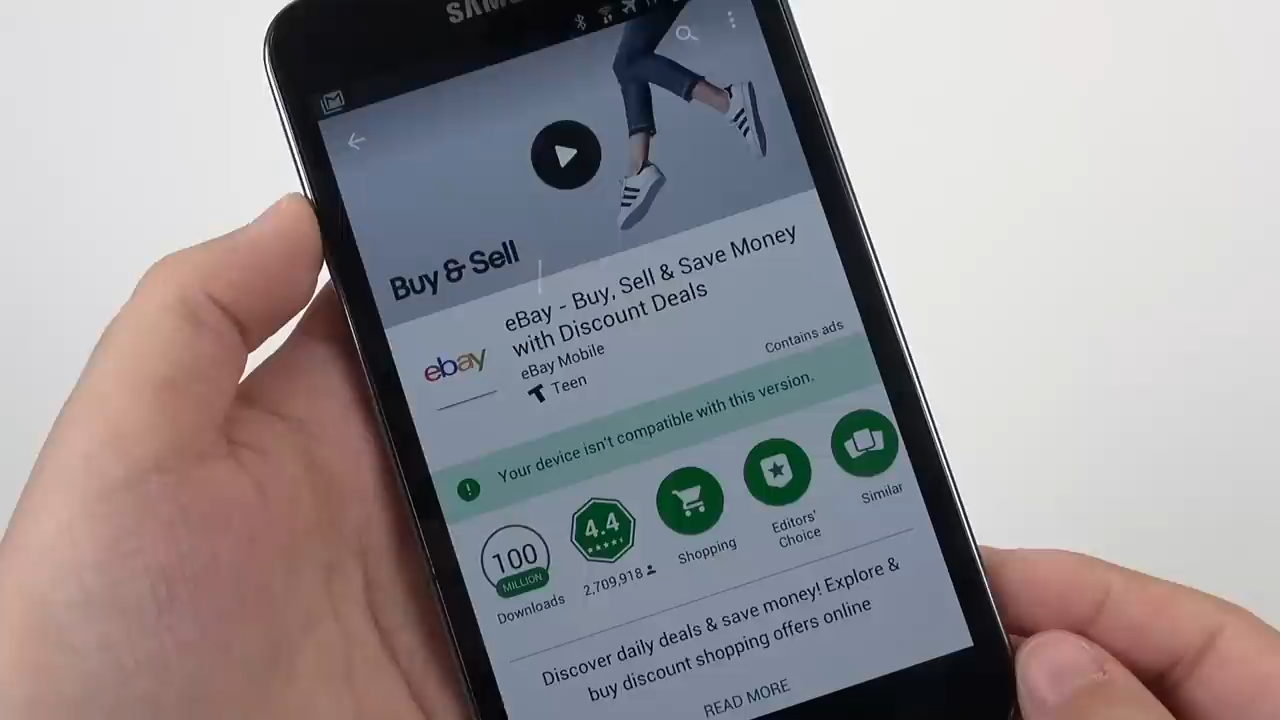 Buy & Sell
eBay - Buy, Sell & Save Money
with Discount Deals
ebay
eBay Mobile
Teen
Contains ads
Your device isn't compatible with this version.
100
MILLION
Downloads
4.4
2,709,918
Shopping
Editors'
Choice
Similar
Discover daily deals & save money! Explore &
buy discount shopping offers online
READ MORE